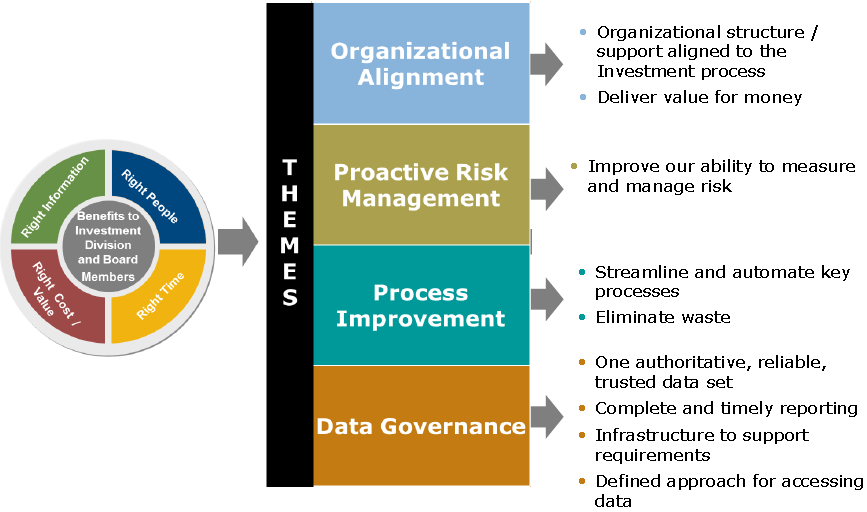 Right Information
Right People
Benefits to
Investment
Division
and Board
Members
Right Cost /
Value
Right Time
THEMES
Organizational
Alignment
• Organizational structure /
support aligned to the
Investment process
• Deliver value for money
Proactive Risk
Management
• Improve our ability to measure
and manage risk
Process
Improvement
• Streamline and automate key
processes
• Eliminate waste
Data Governance
• One authoritative, reliable,
trusted data set
• Complete and timely reporting
• Infrastructure to support
requirements
• Defined approach for accessing
data